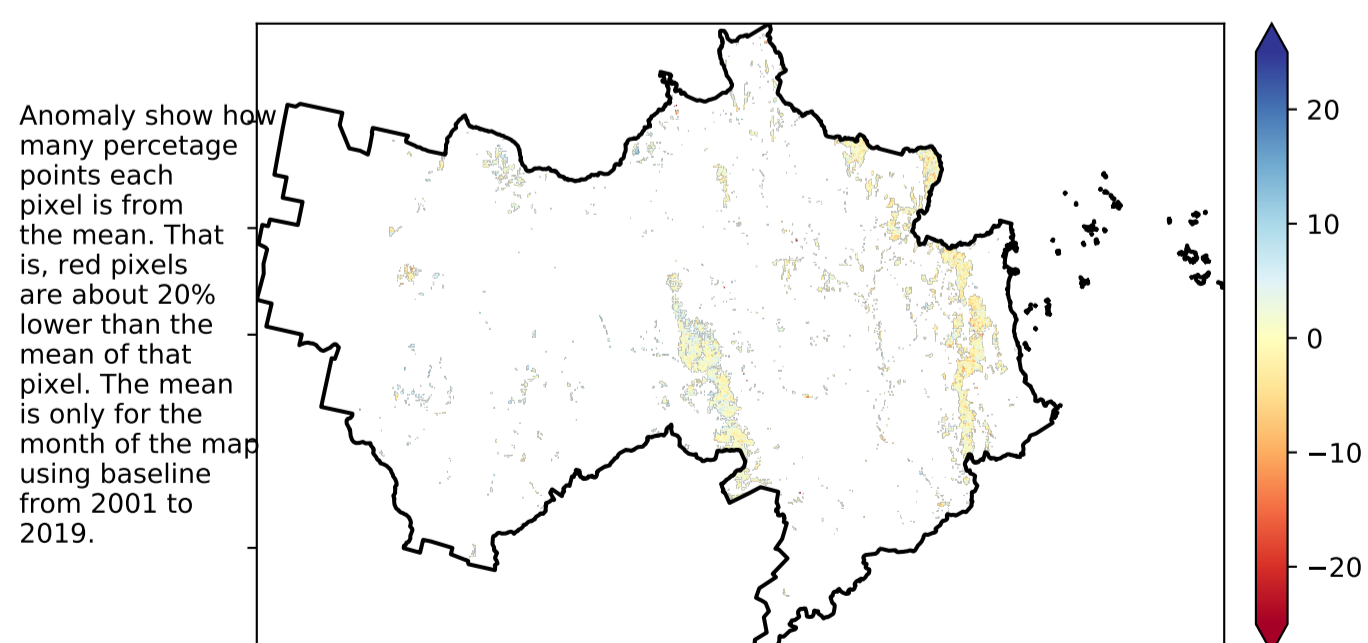 Anomaly show how
many percetage
points each
pixel is from
the mean. That
is, red pixels
are about 20%
lower than the
mean of that
pixel. The mean
is only for the
month of the map
using baseline
from 2001 to
2019.
20
10
0
−10
−20